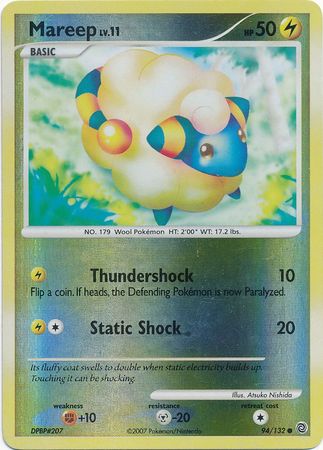 Mareep LV.11 HP 50
BASIC
NO. 179 Wool Pokémon HT: 2'00" WT: 17.2 lbs.
Thundershock 10
Flip a coin. If heads, the Defending Pokémon is now Paralyzed.
Static Shock 20
Its fluffy coat swells to double when static electricity builds up.
Touching it can be shocking.
Illus. Atsuko Nishida
weakness resistance retreat cost
+10 -20
DPBP#207 ©2007 Pokémon/Nintendo 94/132